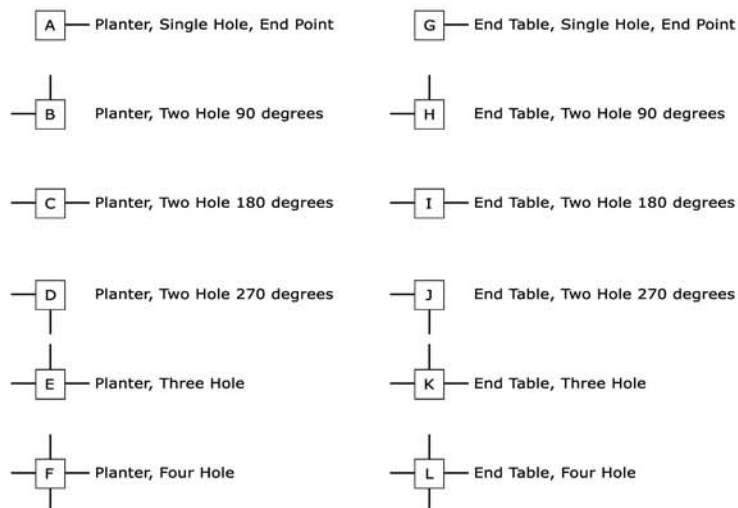 A Planter, Single Hole, End Point
G End Table, Single Hole, End Point
B Planter, Two Hole 90 degrees
H End Table, Two Hole 90 degrees
C Planter, Two Hole 180 degrees
I End Table, Two Hole 180 degrees
D Planter, Two Hole 270 degrees
J End Table, Two Hole 270 degrees
E Planter, Three Hole
K End Table, Three Hole
F Planter, Four Hole
L End Table, Four Hole